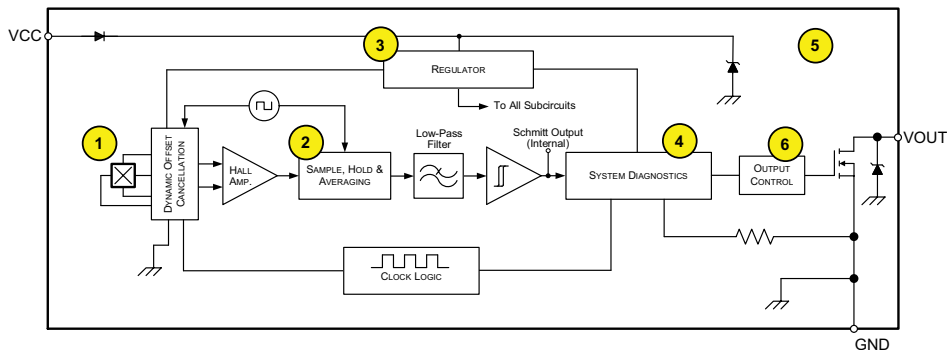 VCC
3
5
REGULATOR
To All Subcircuits
1
2
Low-Pass
Filter
Schmitt Output
(Internal)
4
6
VOUT
DYNAMIC OFFSET
CANCELLATION
HALL
AMP.
SAMPLE, HOLD &
AVERAGING
SYSTEM DIAGNOSTICS
OUTPUT
CONTROL
CLOCK LOGIC
GND